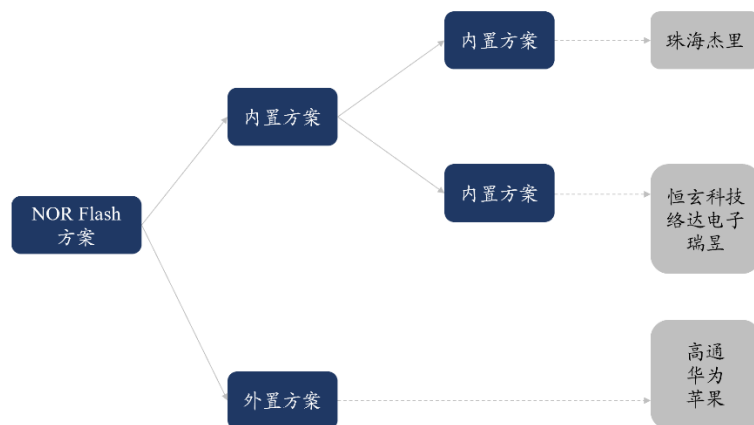 内置方案
珠海杰里
内置方案
内置方案
恒玄科技
络达电子
瑞昱
NOR Flash
方案
高通
华为
苹果
外置方案